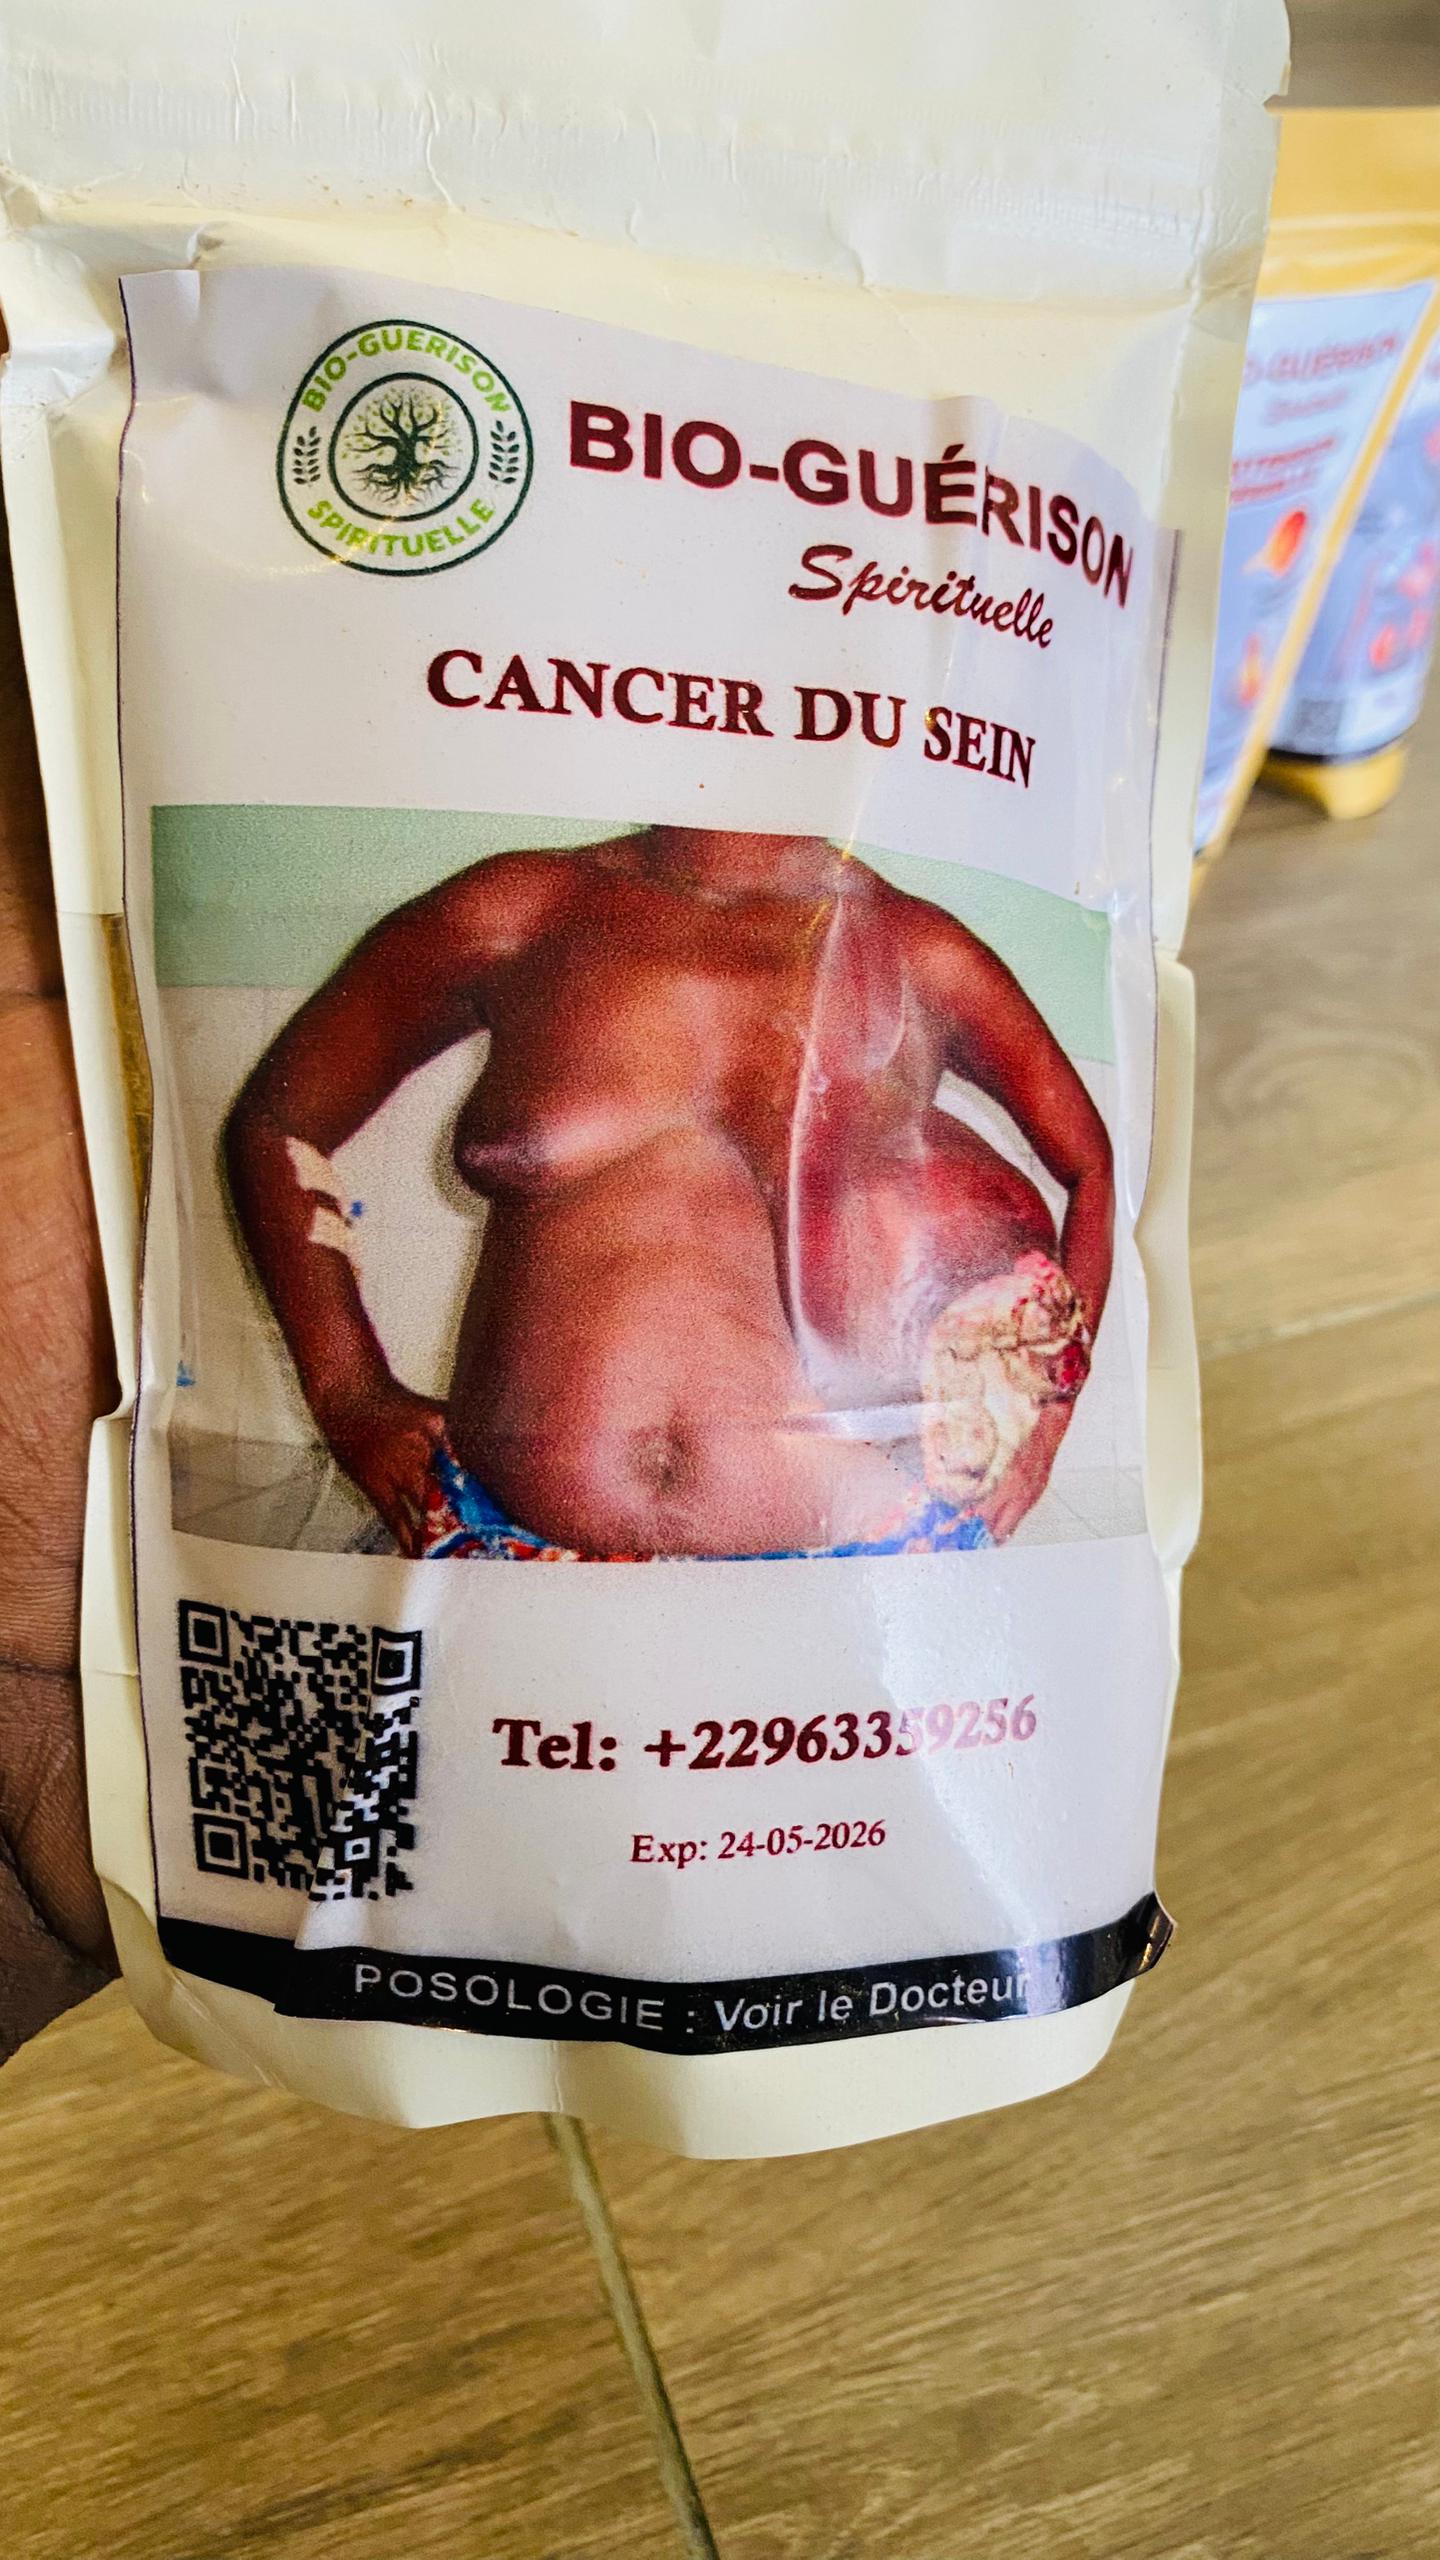 BIO-GUERISON
SPIRITUELLE
BIO-GUÉRISON
Spirituelle
CANCER DU SEIN
Tel: +22963359256
Exp: 24-05-2026
POSOLOGIE : Voir le Docteur